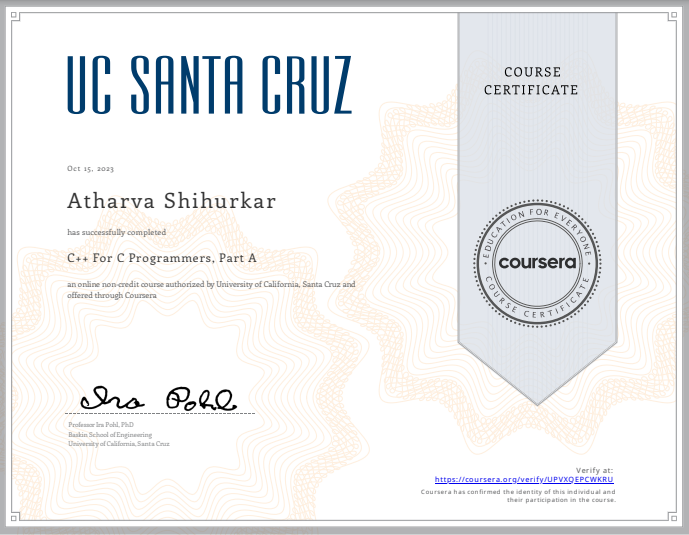 UC SANTA CRUZ
COURSE
CERTIFICATE
Oct 15, 2023
Atharva Shihurkar
has successfully completed
C++ For C Programmers, Part A
an online non-credit course authorized by University of California, Santa Cruz and
offered through Coursera
EDUCATION FOR EVERYONE
coursera
COURSE CERTIFICATE
Ira Pohl
Professor Ira Pohl, PhD
Baskin School of Engineering
University of California, Santa Cruz
Verify at:
https://coursera.org/verify/UPVXQEPCWKRU
Coursera has confirmed the identity of this individual and
their participation in the course.